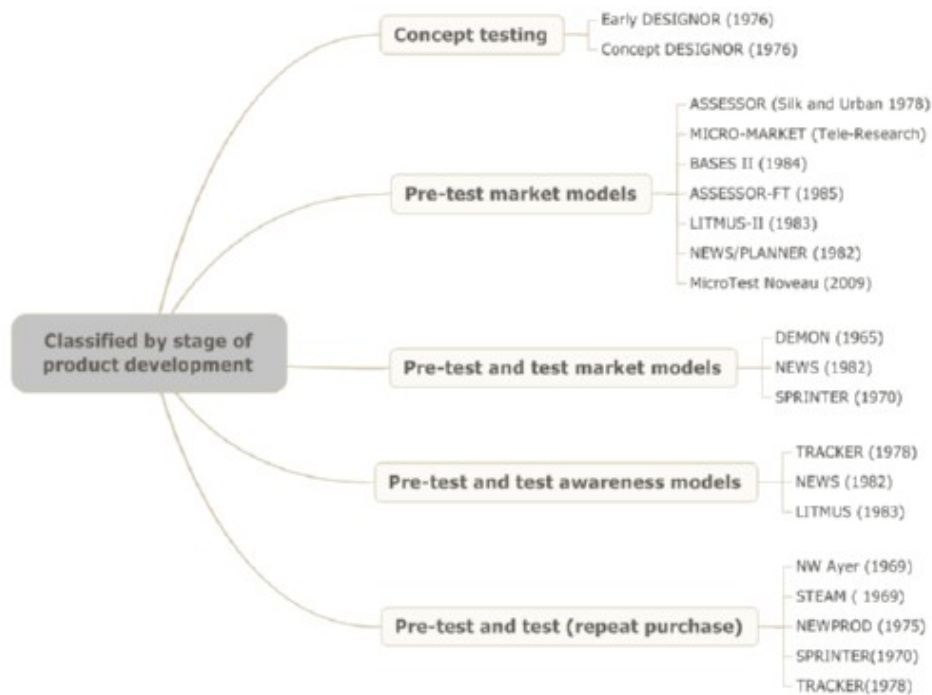 Classified by stage of
product development
Concept testing
Early DESIGNOR (1976)
Concept DESIGNOR (1976)
Pre-test market models
ASSESSOR (Silk and Urban 1978)
MICRO-MARKET (Tele-Research)
BASES II (1984)
ASSESSOR-FT (1985)
LITMUS-II (1983)
NEWS/PLANNER (1982)
MicroTest Noveau (2009)
Pre-test and test market models
DEMON (1965)
NEWS (1982)
SPRINTER (1970)
Pre-test and test awareness models
TRACKER (1978)
NEWS (1982)
LITMUS (1983)
Pre-test and test (repeat purchase)
NW Ayer (1969)
STEAM ( 1969)
NEWPROD (1975)
SPRINTER(1970)
TRACKER(1978)